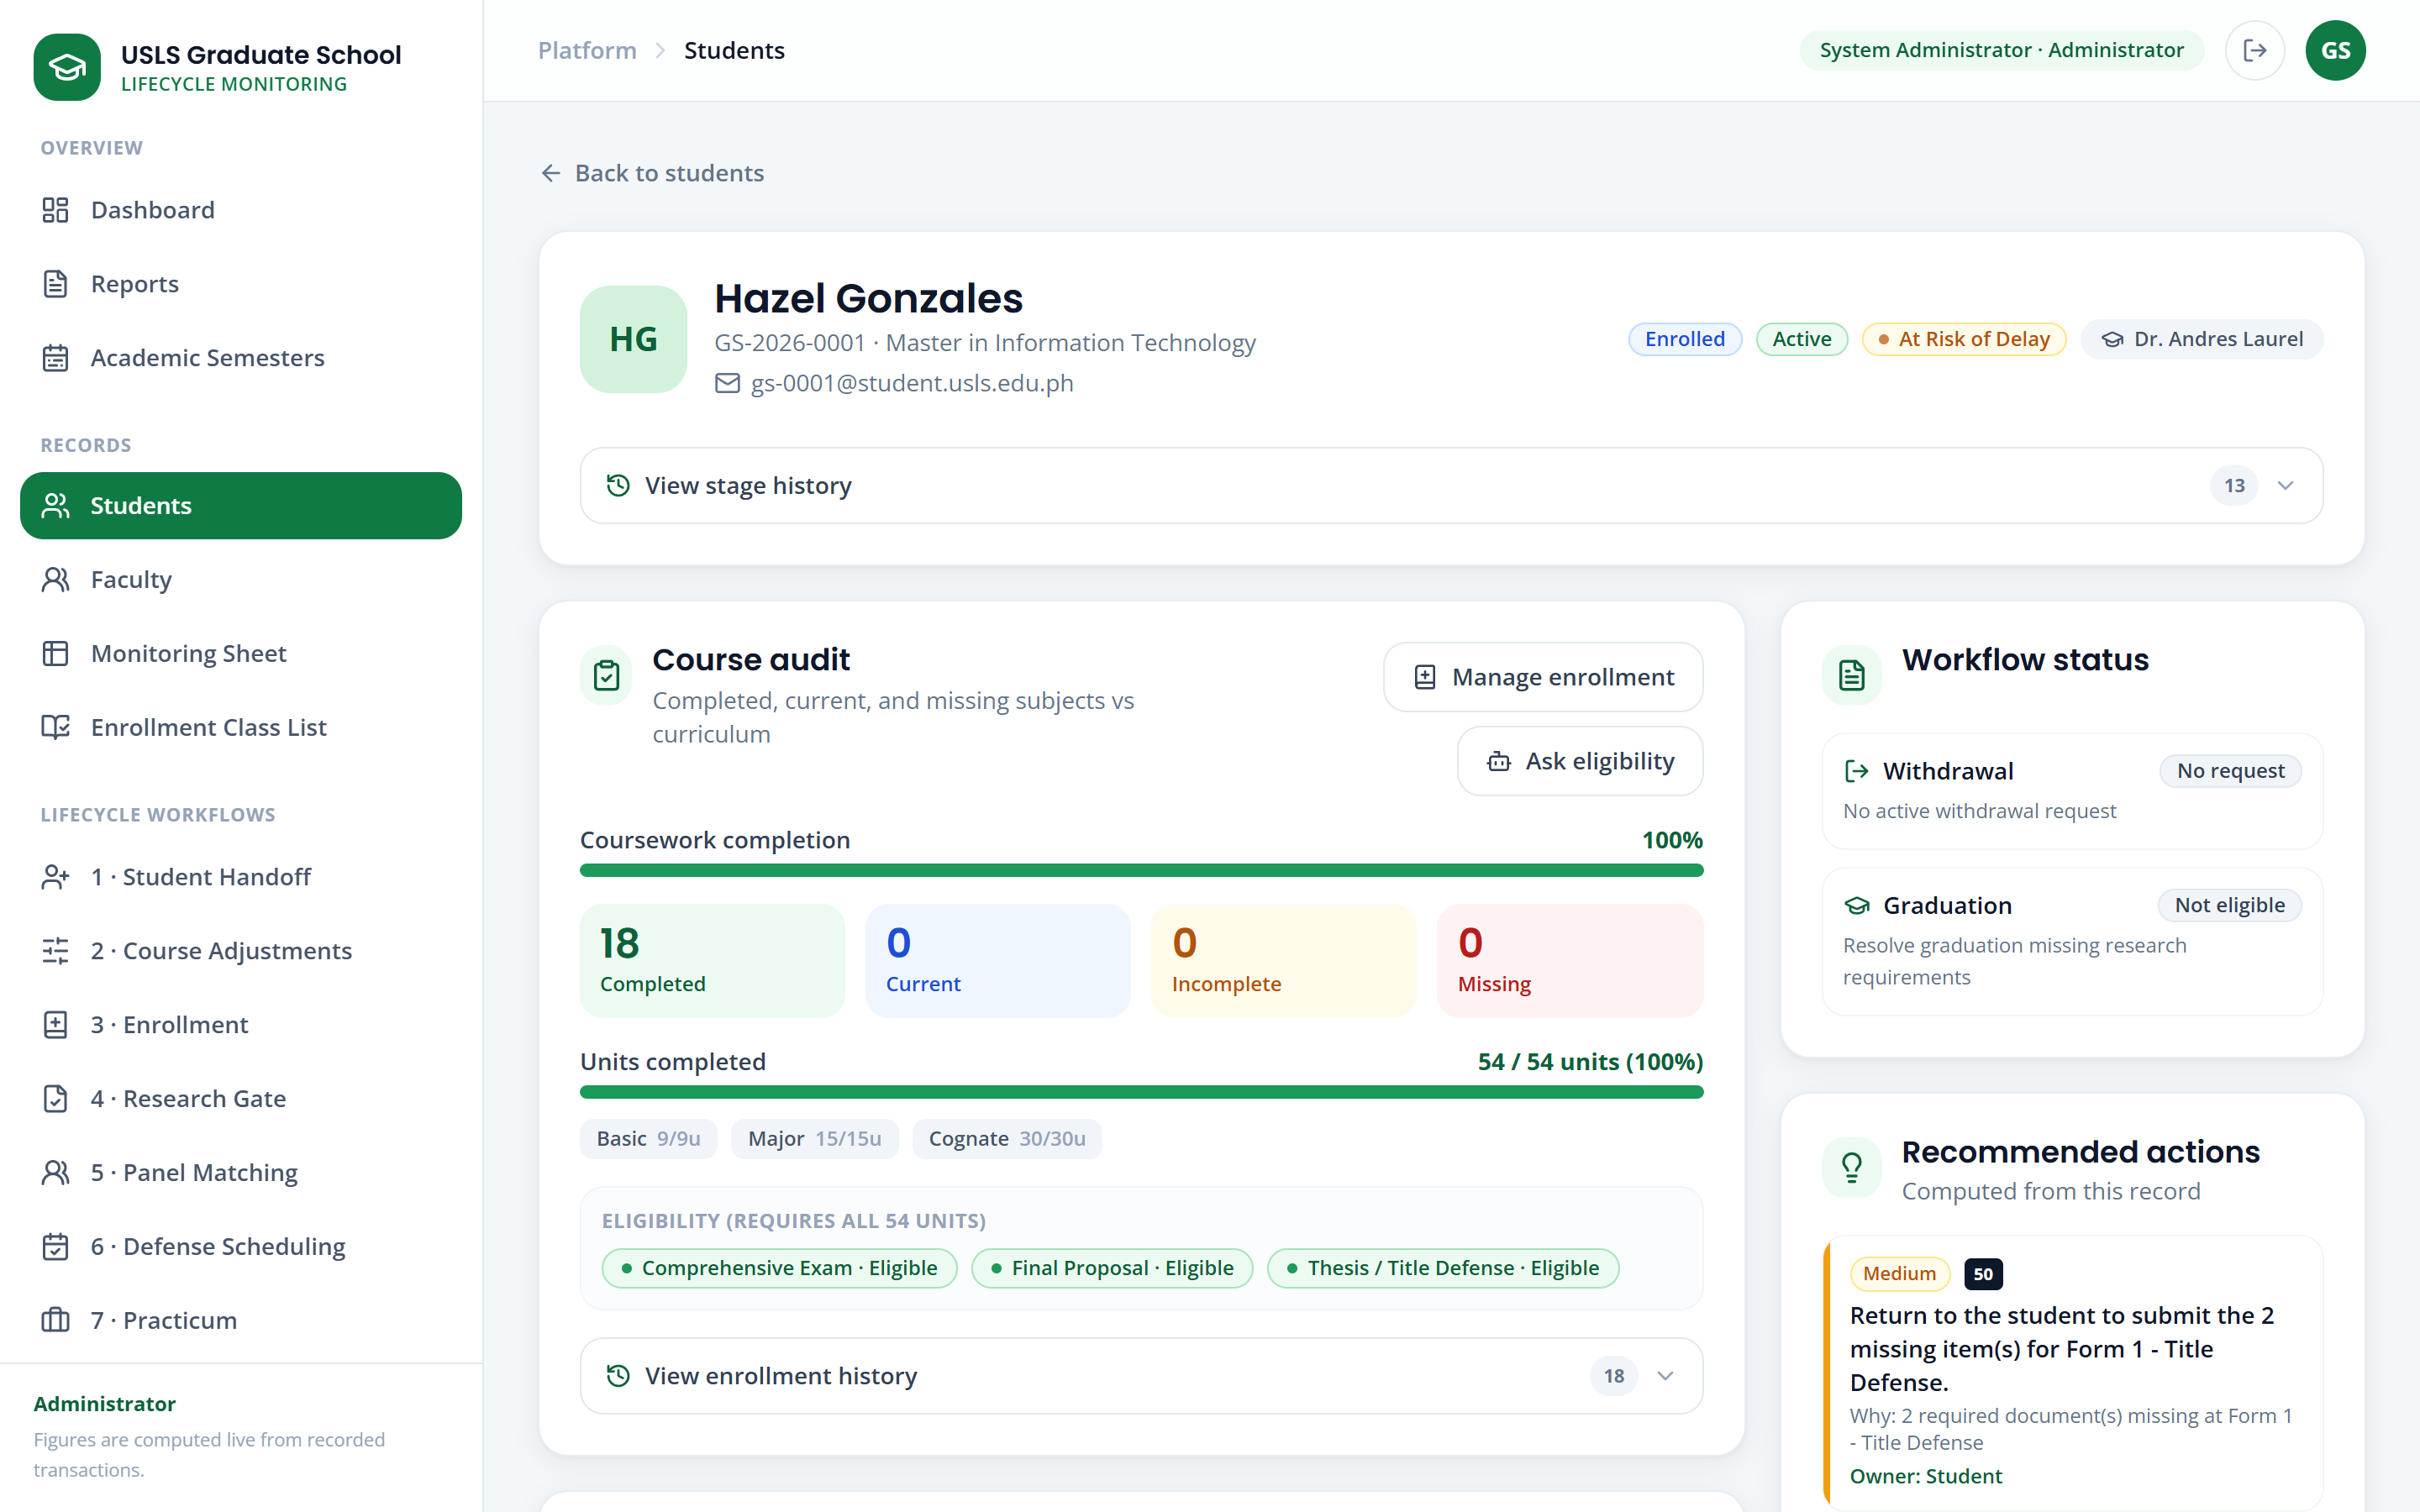 USLS Graduate School
LIFECYCLE MONITORING
OVERVIEW
Dashboard
Reports
Academic Semesters
RECORDS
Students
Faculty
Monitoring Sheet
Enrollment Class List
LIFECYCLE WORKFLOWS
1 · Student Handoff
2 · Course Adjustments
3 · Enrollment
4 · Research Gate
5 · Panel Matching
6 · Defense Scheduling
7 · Practicum
Administrator
Figures are computed live from recorded
transactions.
Platform
Students
System Administrator · Administrator
GS
Back to students
HG
Hazel Gonzales
GS-2026-0001 · Master in Information Technology
gs-0001@student.usls.edu.ph
Enrolled
Active
At Risk of Delay
Dr. Andres Laurel
View stage history
13
Course audit
Completed, current, and missing subjects vs
curriculum
Manage enrollment
Ask eligibility
Coursework completion
100%
18
Completed
0
Current
0
Incomplete
0
Missing
Units completed
54 / 54 units (100%)
Basic 9/9u
Major 15/15u
Cognate 30/30u
ELIGIBILITY (REQUIRES ALL 54 UNITS)
Comprehensive Exam · Eligible
Final Proposal · Eligible
Thesis / Title Defense · Eligible
View enrollment history
18
Workflow status
Withdrawal
No request
No active withdrawal request
Graduation
Not eligible
Resolve graduation missing research
requirements
Recommended actions
Computed from this record
Medium
50
Return to the student to submit the 2
missing item(s) for Form 1 - Title
Defense.
Why: 2 required document(s) missing at Form 1
- Title Defense
Owner: Student